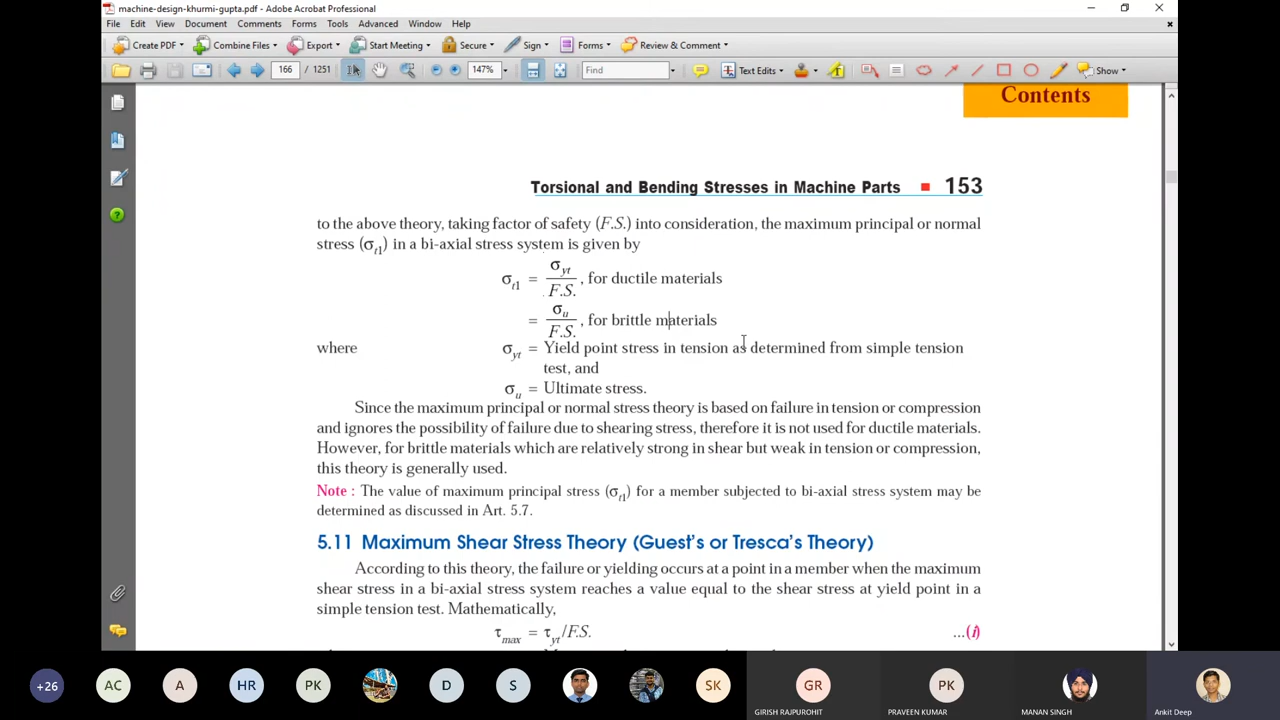 machine-design-khurmi-gupta.pdf - Adobe Acrobat Professional
File Edit View Document Comments Forms Tools Advanced Window Help
Create PDF Combine Files Export Start Meeting Secure Sign Forms Review & Comment
166 / 1251 147% Find Text Edits Show
Contents
Torsional and Bending Stresses in Machine Parts ■ 153
to the above theory, taking factor of safety (F.S.) into consideration, the maximum principal or normal
stress (σt1) in a bi-axial stress system is given by
σt1 = σyt / F.S. , for ductile materials
= σu / F.S. , for brittle materials
where σyt = Yield point stress in tension as determined from simple tension
test, and
σu = Ultimate stress.
Since the maximum principal or normal stress theory is based on failure in tension or compression
and ignores the possibility of failure due to shearing stress, therefore it is not used for ductile materials.
However, for brittle materials which are relatively strong in shear but weak in tension or compression,
this theory is generally used.
Note : The value of maximum principal stress (σt1) for a member subjected to bi-axial stress system may be
determined as discussed in Art. 5.7.
5.11 Maximum Shear Stress Theory (Guest's or Tresca's Theory)
According to this theory, the failure or yielding occurs at a point in a member when the maximum
shear stress in a bi-axial stress system reaches a value equal to the shear stress at yield point in a
simple tension test. Mathematically,
τmax = τyt /F.S. ...(i)
+26 AC A HR PK D S SK GR PK
GIRISH RAJPUROHIT PRAVEEN KUMAR MANAN SINGH Ankit Deep